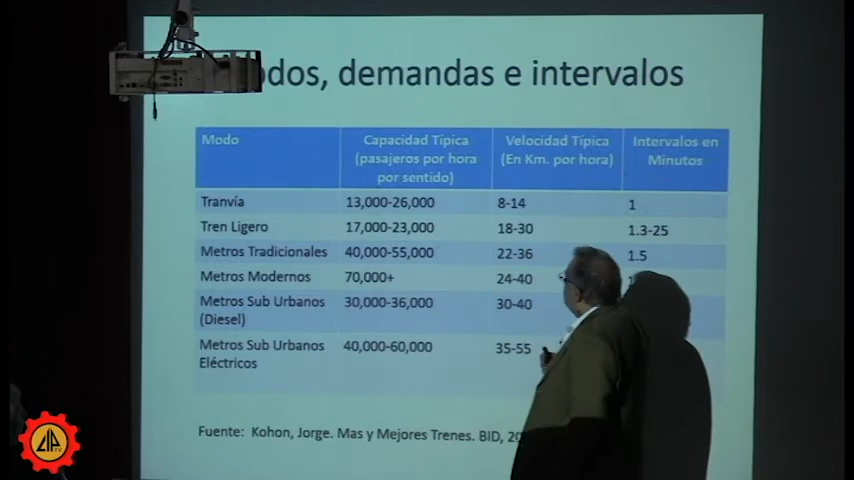 demandas e intervalos
Modo
Capacidad Típica
(pasajeros por hora
por sentido)
Velocidad Típica
(En Km. por hora)
Intervalos en
Minutos
Tranvía 13,000-26,000 8-14 1
Tren Ligero 17,000-23,000 18-30 1.3-25
Metros Tradicionales 40,000-55,000 22-36 1.5
Metros Modernos 70,000+ 24-40
Metros Sub Urbanos
(Diesel)
30,000-36,000 30-40
Metros Sub Urbanos
Eléctricos
40,000-60,000 35-55
Fuente: Kohon, Jorge. Mas y Mejores Trenes. BID,